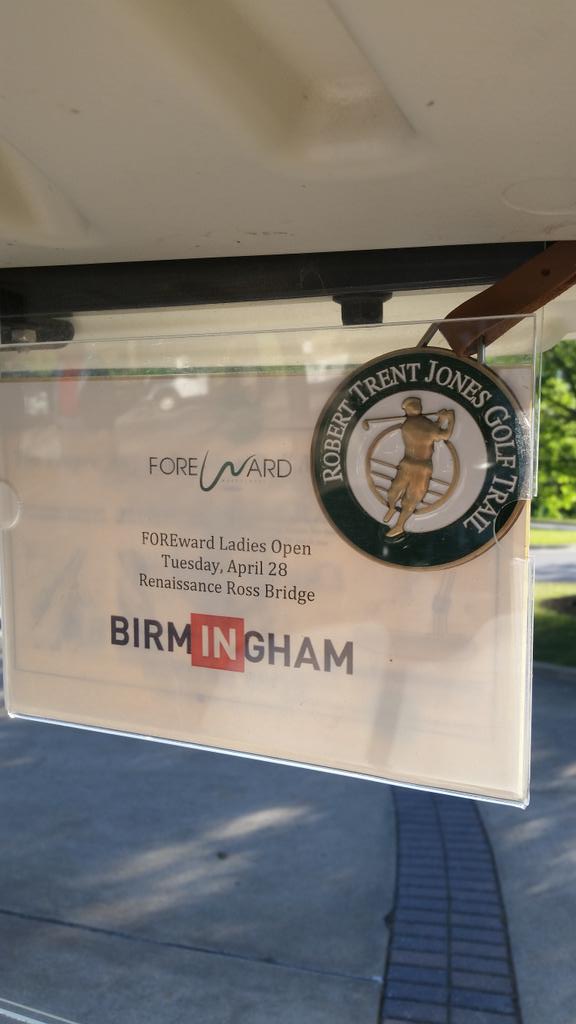 ROBERT TRENT JONES GOLF TRAIL
FOREWARD
FOREward Ladies Open
Tuesday, April 28
Renaissance Ross Bridge
BIRMINGHAM